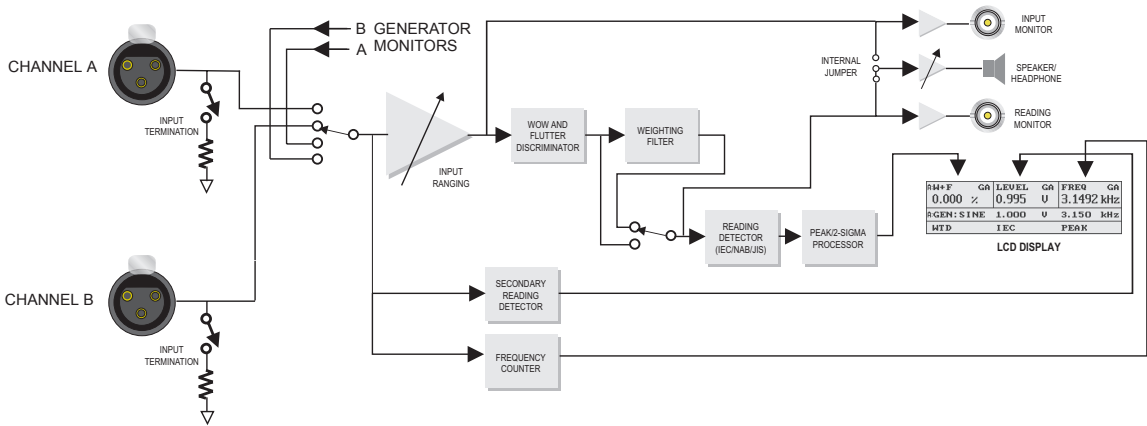 B GENERATOR
A MONITORS
CHANNEL A
INPUT
TERMINATION
INPUT
RANGING
WOW AND
FLUTTER
DISCRIMINATOR
WEIGHTING
FILTER
INTERNAL
JUMPER
INPUT
MONITOR
SPEAKER/
HEADPHONE
READING
MONITOR
READING
DETECTOR
(IEC/NAB/JIS)
PEAK/2-SIGMA
PROCESSOR
A:W+F GA LEVEL GA FREQ GA
0.000 % 0.995 V 3.1492 kHz
A:GEN:SINE 1.000 V 3.150 kHz
WTD IEC PEAK
LCD DISPLAY
CHANNEL B
INPUT
TERMINATION
SECONDARY
READING
DETECTOR
FREQUENCY
COUNTER